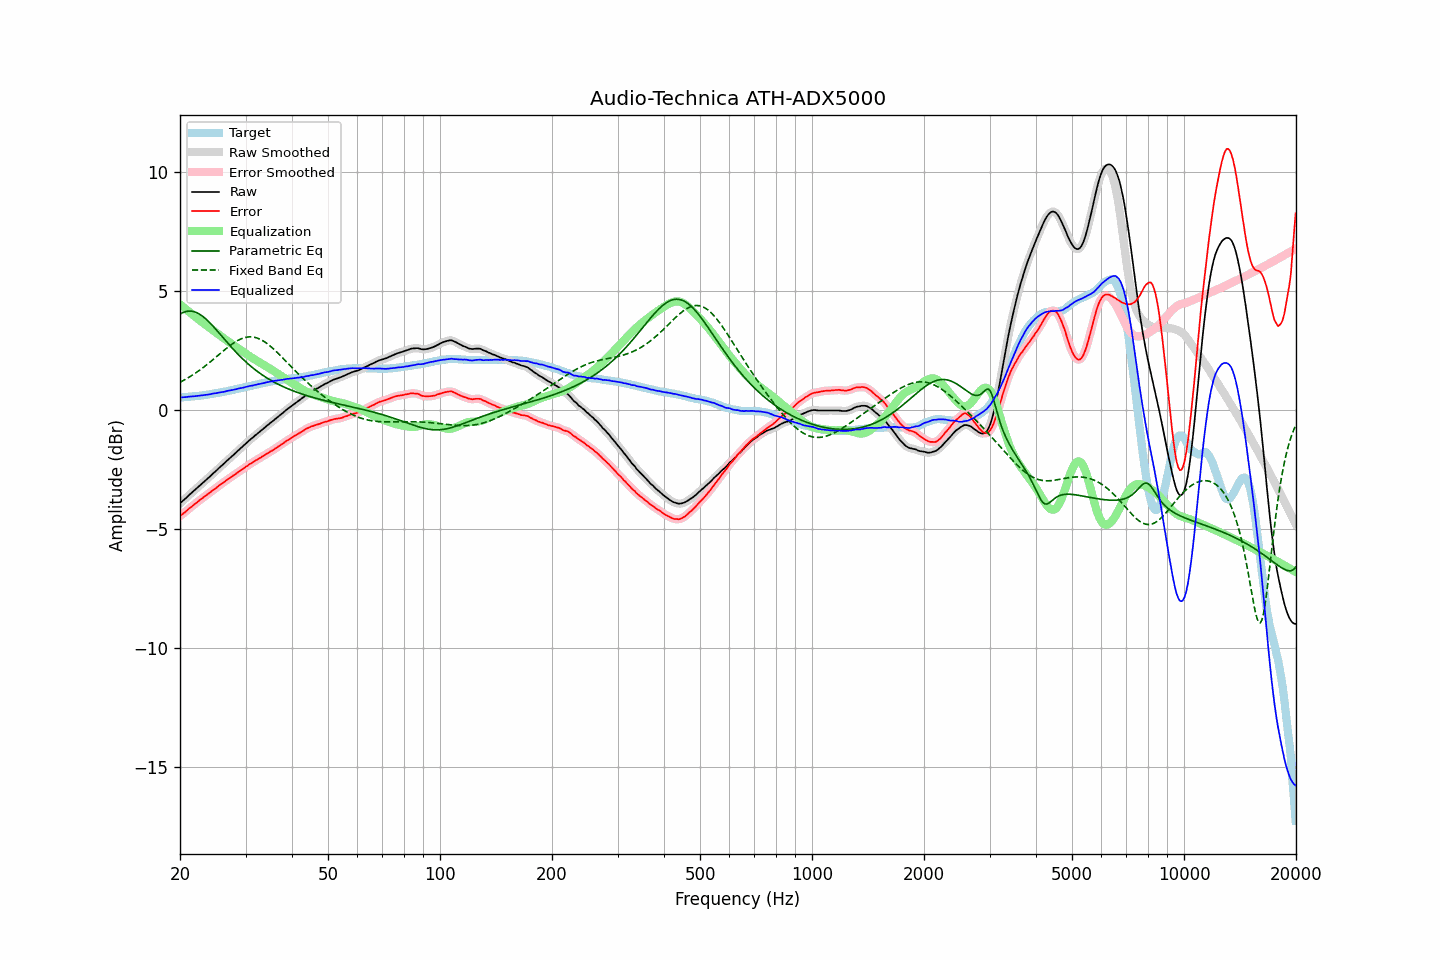 Audio-Technica ATH-ADX5000
Target
Raw Smoothed
Error Smoothed
Raw
Error
Equalization
Parametric Eq
Fixed Band Eq
Equalized
10
5
0
−5
−10
−15
Amplitude (dBr)
20 50 100 200 500 1000 2000 5000 10000 20000
Frequency (Hz)